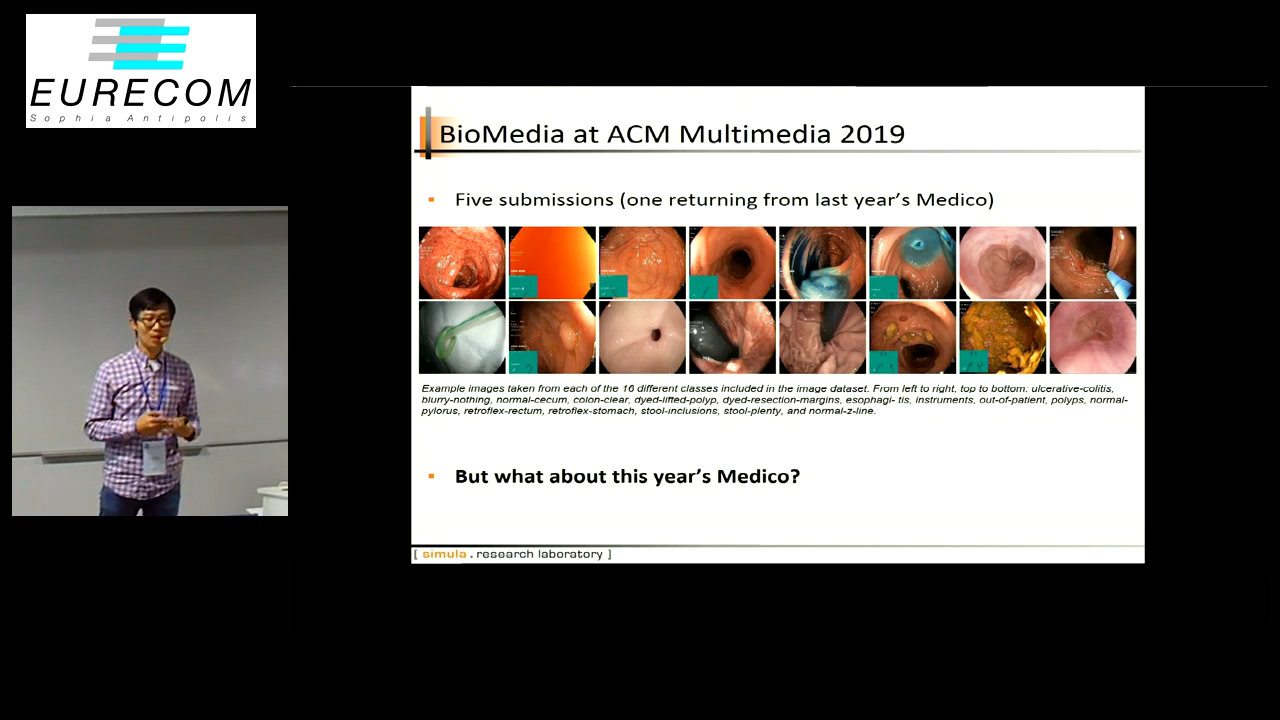 EURECOM
Sophia Antipolis
BioMedia at ACM Multimedia 2019
Five submissions (one returning from last year's Medico)
Example images taken from each of the 16 different classes included in the image dataset. From left to right, top to bottom: ulcerative-colitis,
blurry-nothing, normal-cecum, colon-clear, dyed-lifted-polyp, dyed-resection-margins, esophagi- tis, instruments, out-of-patient, polyps, normal-
pylorus, retroflex-rectum, retroflex-stomach, stool-inclusions, stool-plenty, and normal-z-line.
But what about this year's Medico?
[ simula . research laboratory ]